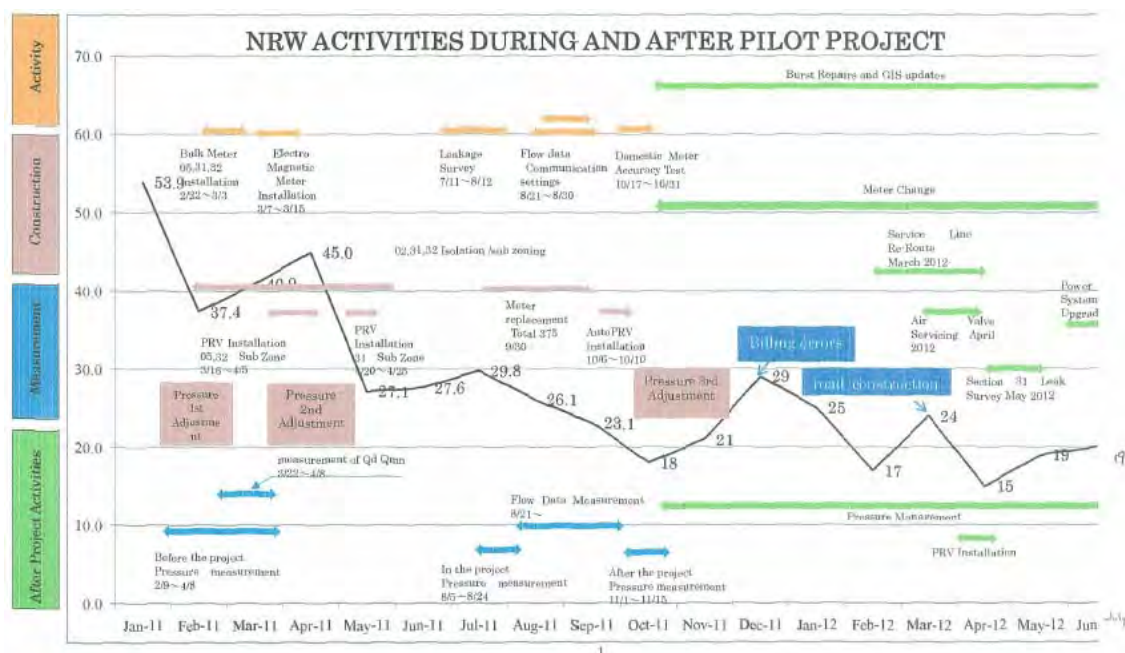 NRW ACTIVITIES DURING AND AFTER PILOT PROJECT
Activity
Construction
Measurement
After Project Activities
70.0
60.0
50.0
40.0
30.0
20.0
10.0
0.0
Burst Repairs and GIS updates
Bulk Meter
05,31,32
Installation
2/22~3/3
Electro
Magnetic
Meter
Installation
3/7~3/15
Leakage
Survey
7/11~8/12
Flow data
Communication
settings
8/21~8/30
Domestic Meter
Accuracy Test
10/17~10/31
Meter Change
53.9
45.0
02,31,32 Isolation /sub zoning
Service Line
Re-Route
March 2012
40.9
37.4
PRV Installation
05,32 Sub Zone
3/16~4/5
PRV
Installation
31 Sub Zone
4/20~4/25
Meter
replacement
Total 375
9/30
AutoPRV
Installation
10/6~10/10
Air Valve
Servicing April
2012
Power
System
Upgrad
Billing errors
road construction
Section 31 Leak
Survey May 2012
Pressure
1st
Adjustme
nt
Pressure
2nd
Adjustment
Pressure 3rd
Adjustment
27.1
27.6
29.8
26.1
23.1
18
21
29
25
17
24
15
19
measurement of Qd Qmn
3/22~4/8
Flow Data Measurement
8/21~
Pressure Management
PRV Installation
Before the project
Pressure measurement
2/9~4/8
In the project
Pressure measurement
8/5~8/24
After the project
Pressure measurement
11/1~11/15
Jan-11 Feb-11 Mar-11 Apr-11 May-11 Jun-11 Jul-11 Aug-11 Sep-11 Oct-11 Nov-11 Dec-11 Jan-12 Feb-12 Mar-12 Apr-12 May-12 Jun
July
1